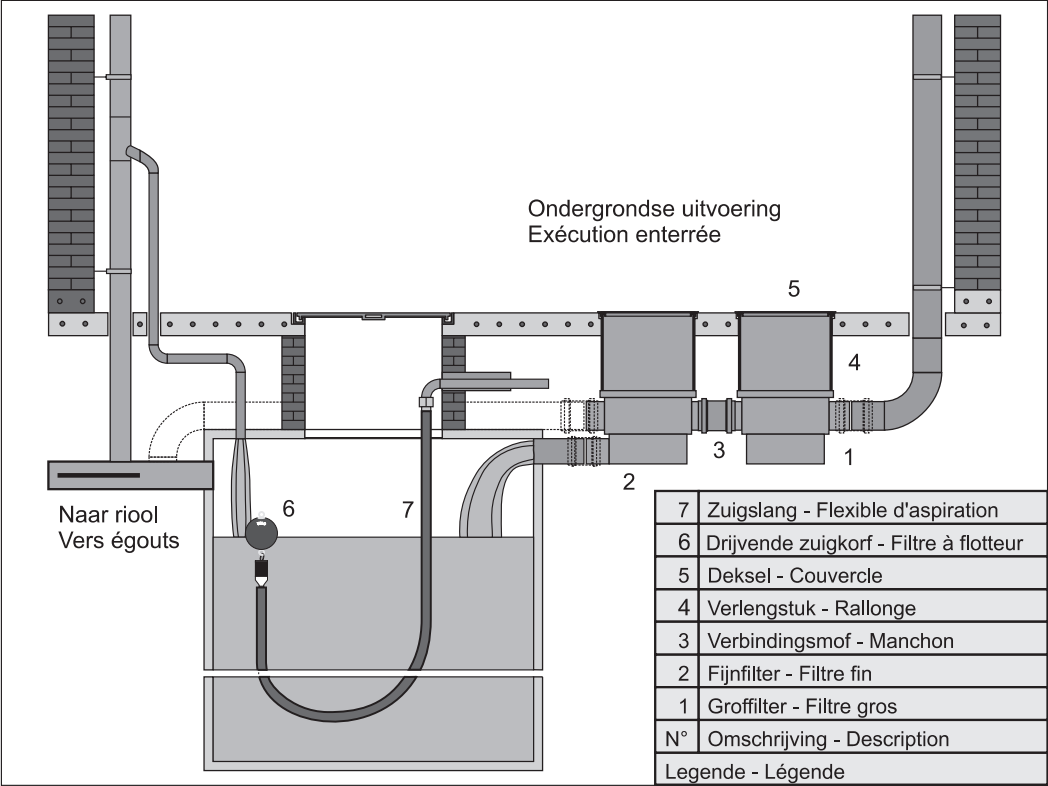 Ondergrondse uitvoering
Exécution enterrée
5
4
3
1
2
6
7
Naar riool
Vers égouts
7 Zuigslang - Flexible d'aspiration
6 Drijvende zuigkorf - Filtre à flotteur
5 Deksel - Couvercle
4 Verlengstuk - Rallonge
3 Verbindingsmof - Manchon
2 Fijnfilter - Filtre fin
1 Groffilter - Filtre gros
N° Omschrijving - Description
Legende - Légende